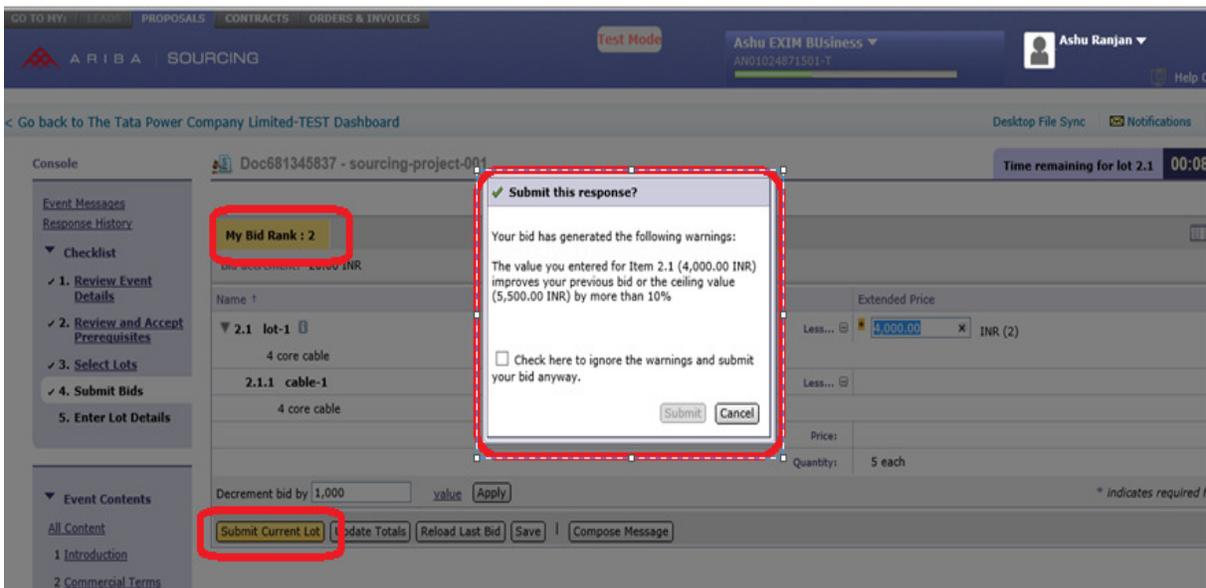 GO TO MY: LEADS PROPOSALS CONTRACTS ORDERS & INVOICES
ARIBA SOURCING
Test Mode
Ashu EXIM BUsiness
AN01024871501-T
Ashu Ranjan
Help
< Go back to The Tata Power Company Limited-TEST Dashboard
Desktop File Sync Notifications
Console
Doc681345837 - sourcing-project-001
Time remaining for lot 2.1 00:08
Event Messages
Response History
Checklist
1. Review Event Details
2. Review and Accept Prerequisites
3. Select Lots
4. Submit Bids
5. Enter Lot Details
Event Contents
All Content
1 Introduction
2 Commercial Terms
My Bid Rank : 2
Bid decrement: 20.00 INR
Name ↑
Extended Price
2.1 lot-1
Less...
4,000.00 × INR (2)
4 core cable
2.1.1 cable-1
Less...
4 core cable
Price:
Quantity: 5 each
Decrement bid by 1,000 value Apply
* indicates required
Submit Current Lot Update Totals Reload Last Bid Save | Compose Message
Submit this response?
Your bid has generated the following warnings:
The value you entered for Item 2.1 (4,000.00 INR)
improves your previous bid or the ceiling value
(5,500.00 INR) by more than 10%
Check here to ignore the warnings and submit
your bid anyway.
Submit Cancel